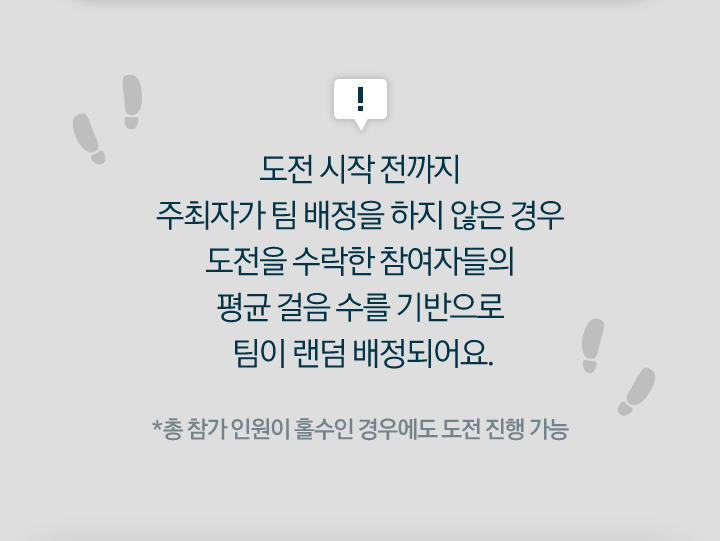 !
도전 시작 전까지
주최자가 팀 배정을 하지 않은 경우
도전을 수락한 참여자들의
평균 걸음 수를 기반으로
팀이 랜덤 배정되어요.
*총 참가 인원이 홀수인 경우에도 도전 진행 가능